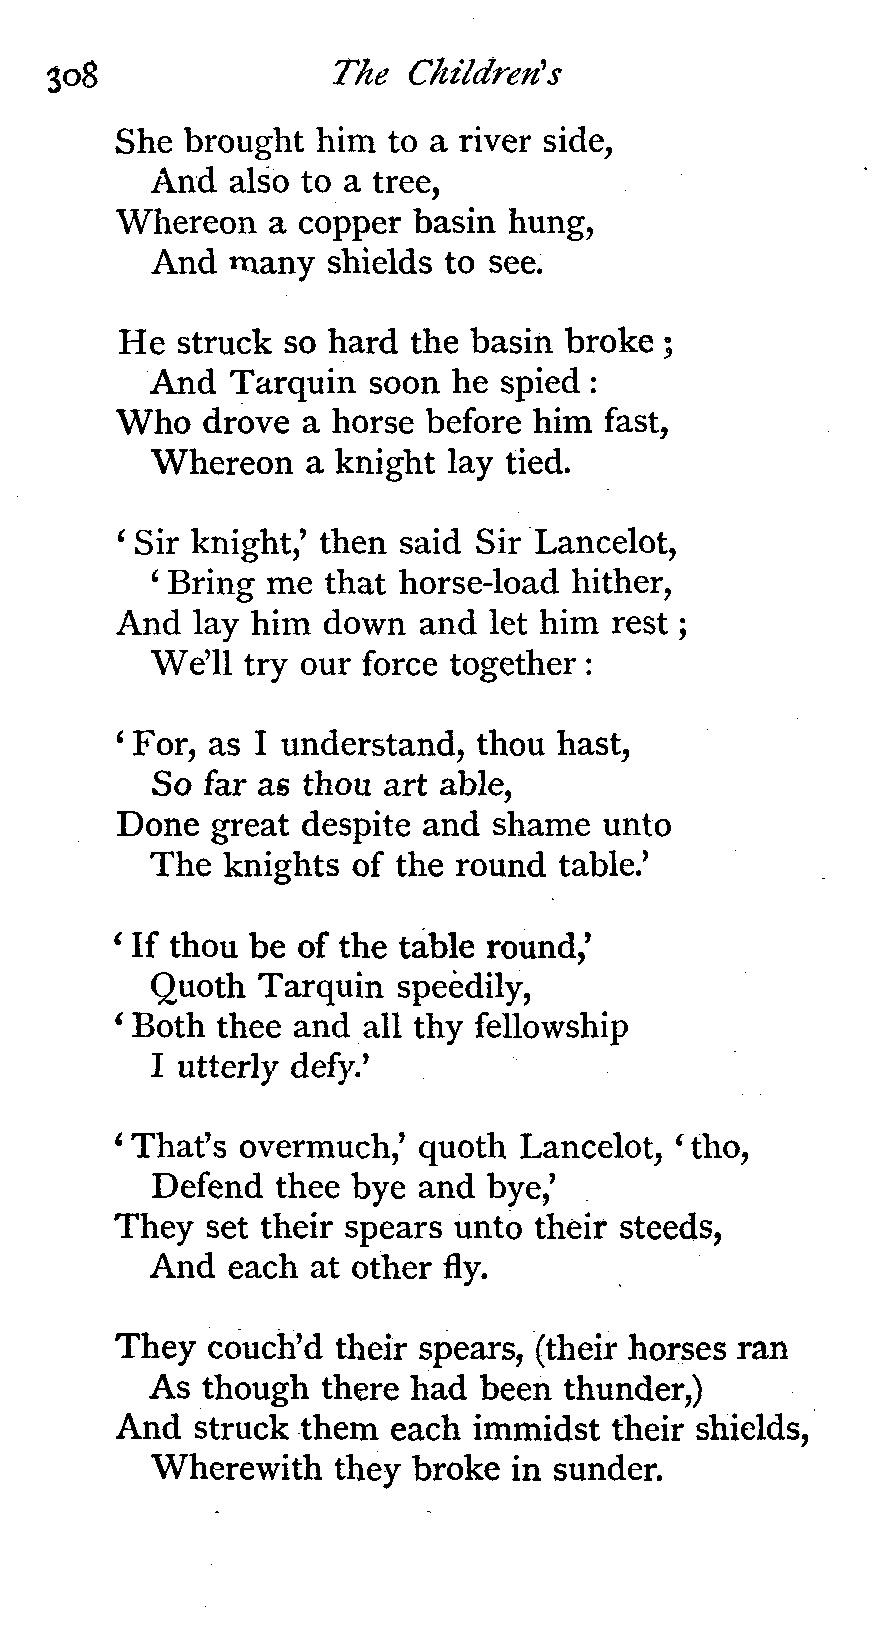 308 The Children's
She brought him to a river side,
And also to a tree,
Whereon a copper basin hung,
And many shields to see.
He struck so hard the basin broke ;
And Tarquin soon he spied :
Who drove a horse before him fast,
Whereon a knight lay tied.
‘ Sir knight,’ then said Sir Lancelot,
‘ Bring me that horse-load hither,
And lay him down and let him rest ;
We'll try our force together :
‘ For, as I understand, thou hast,
So far as thou art able,
Done great despite and shame unto
The knights of the round table.’
‘ If thou be of the table round,’
Quoth Tarquin speedily,
‘ Both thee and all thy fellowship
I utterly defy.’
‘ That's overmuch,’ quoth Lancelot, ‘ tho,
Defend thee bye and bye,’
They set their spears unto their steeds,
And each at other fly.
They couch'd their spears, (their horses ran
As though there had been thunder,)
And struck them each immidst their shields,
Wherewith they broke in sunder.